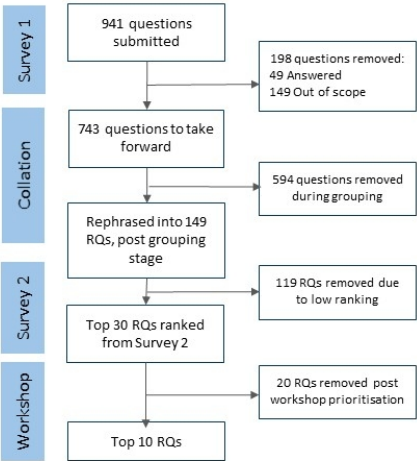 Survey 1
941 questions
submitted
198 questions removed:
49 Answered
149 Out of scope
Collation
743 questions to take
forward
594 questions removed
during grouping
Rephrased into 149
RQs, post grouping
stage
Survey 2
119 RQs removed due
to low ranking
Top 30 RQs ranked
from Survey 2
Workshop
20 RQs removed post
workshop prioritisation
Top 10 RQs